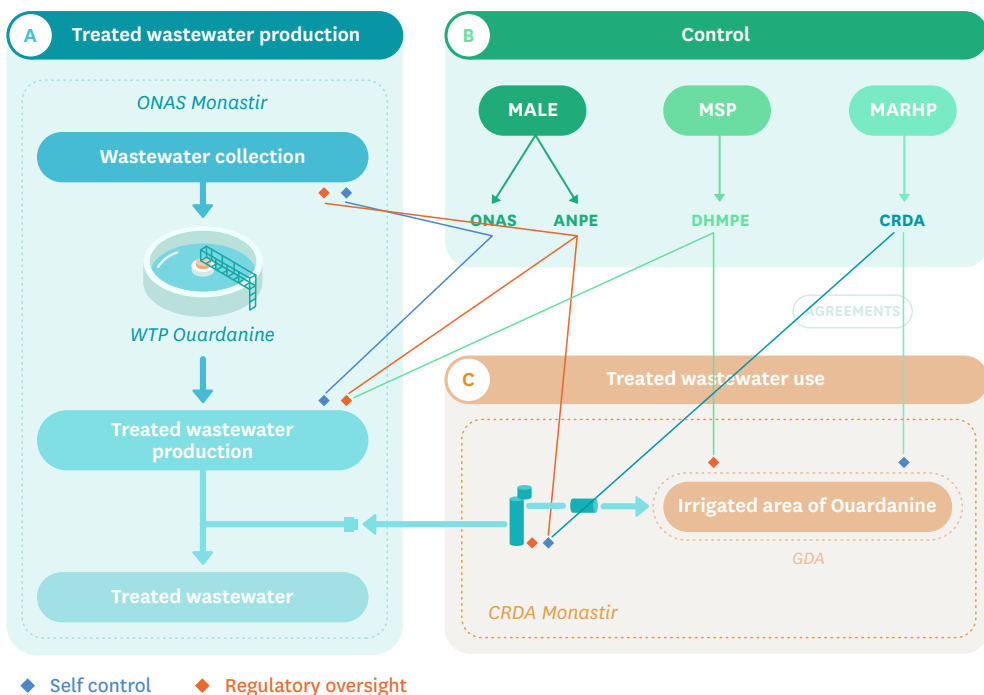 A
Treated wastewater production
ONAS Monastir
Wastewater collection
WTP Ouardanine
Treated wastewater
production
Treated wastewater
B
Control
MALE
MSP
MARHP
ONAS
ANPE
DHMPE
CRDA
AGREEMENTS
C
Treated wastewater use
Irrigated area of Ouardanine
GDA
CRDA Monastir
Self control
Regulatory oversight